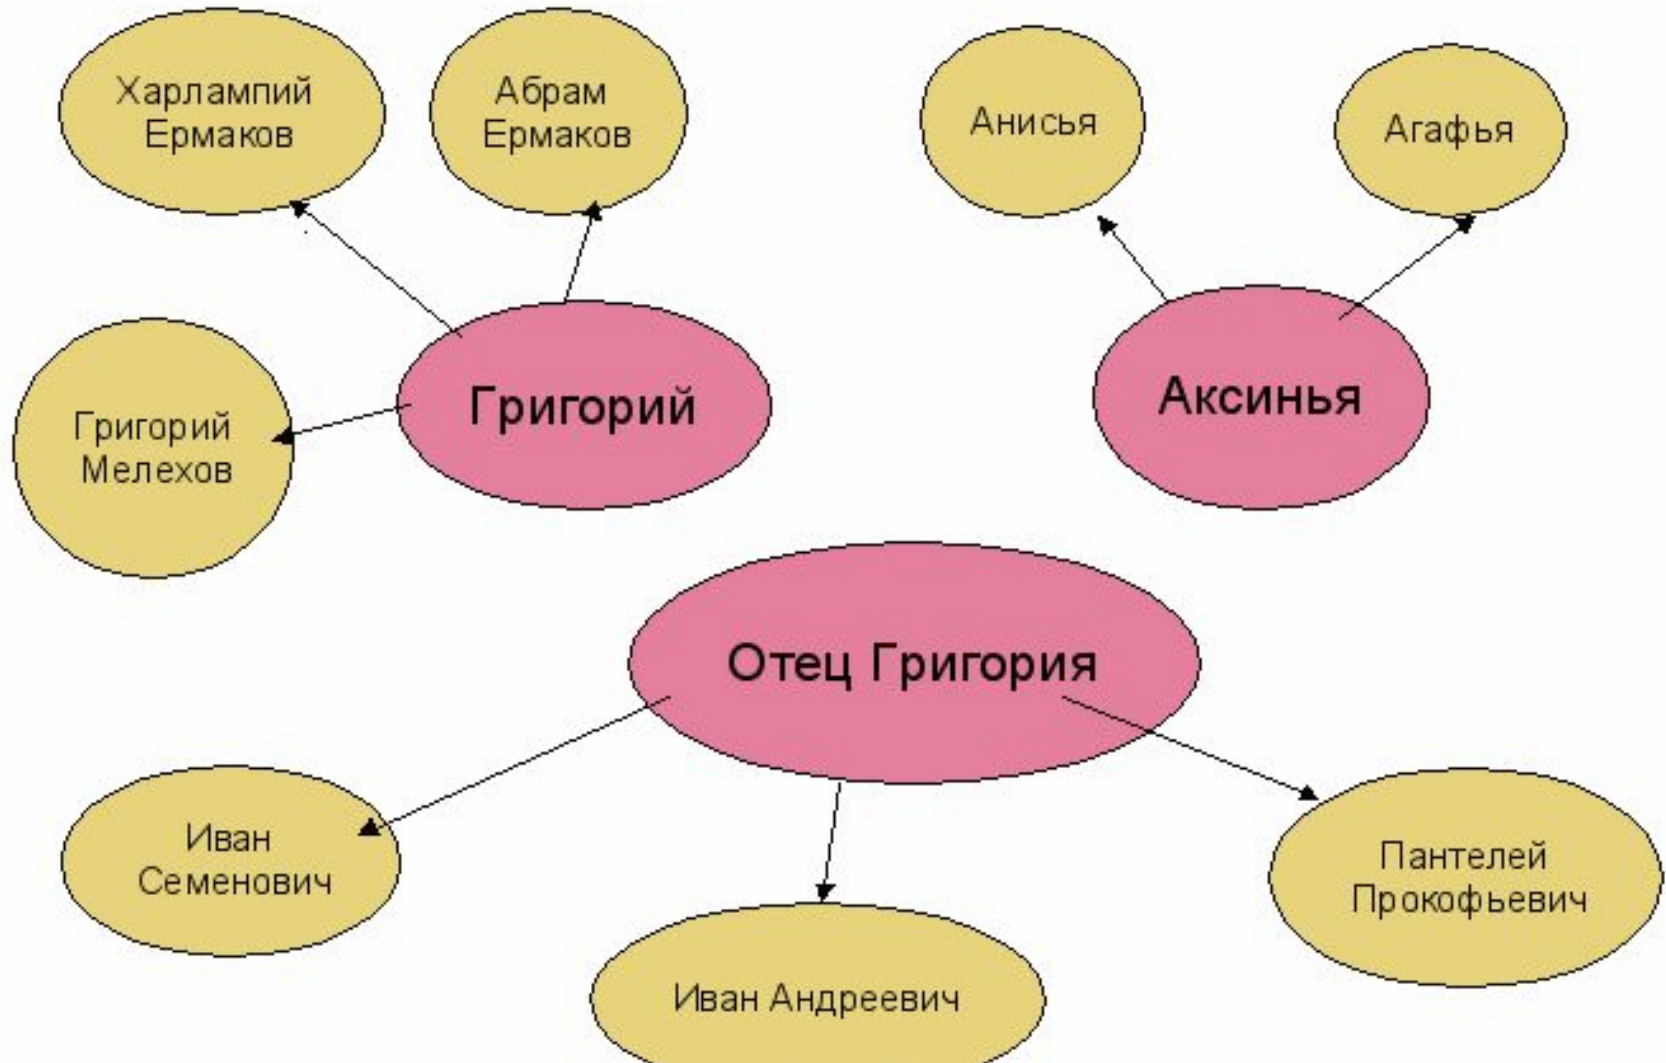 Харлампий
Ермаков
Абрам
Ермаков
Анисья
Агафья
Григорий
Мелехов
Григорий
Аксинья
Отец Григория
Иван
Семенович
Иван Андреевич
Пантелей
Прокофьевич